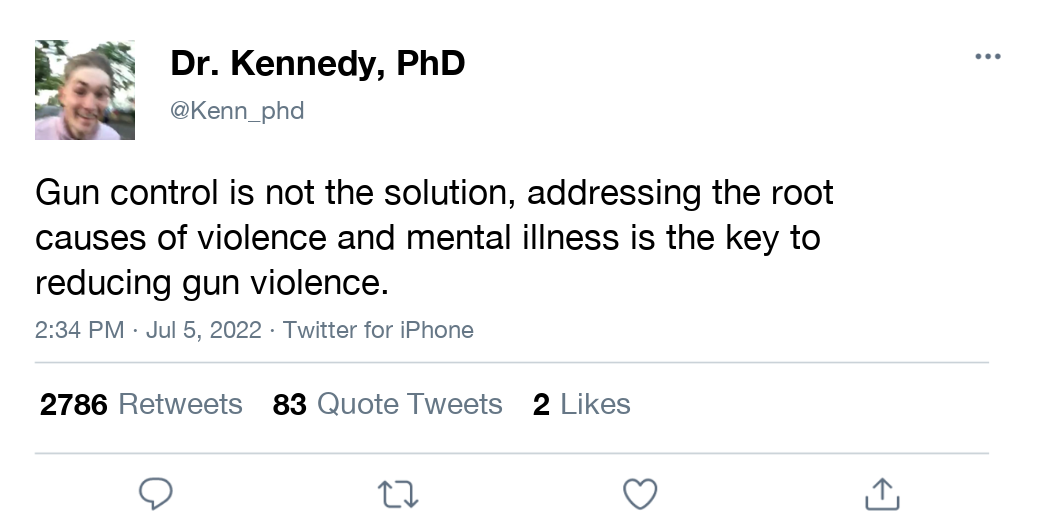 Dr. Kennedy, PhD
@Kenn_phd
Gun control is not the solution, addressing the root
causes of violence and mental illness is the key to
reducing gun violence.
2:34 PM · Jul 5, 2022 · Twitter for iPhone
2786 Retweets 83 Quote Tweets 2 Likes